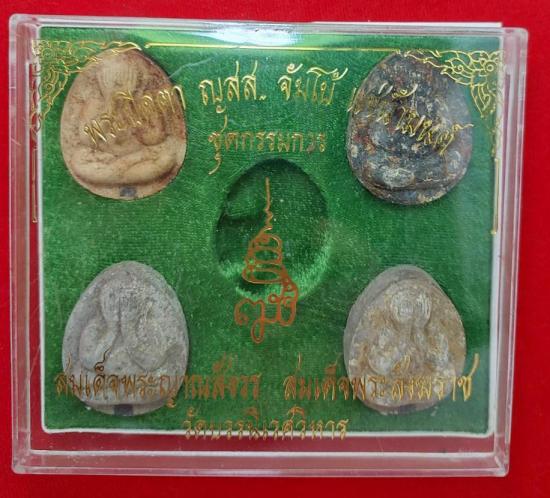 พระปิดตา ญสส. จัมโบ้
ชุดกรรมการ
สมเด็จพระญาณสังวร สมเด็จพระสังฆราช
วัดบวรนิเวศวิหาร